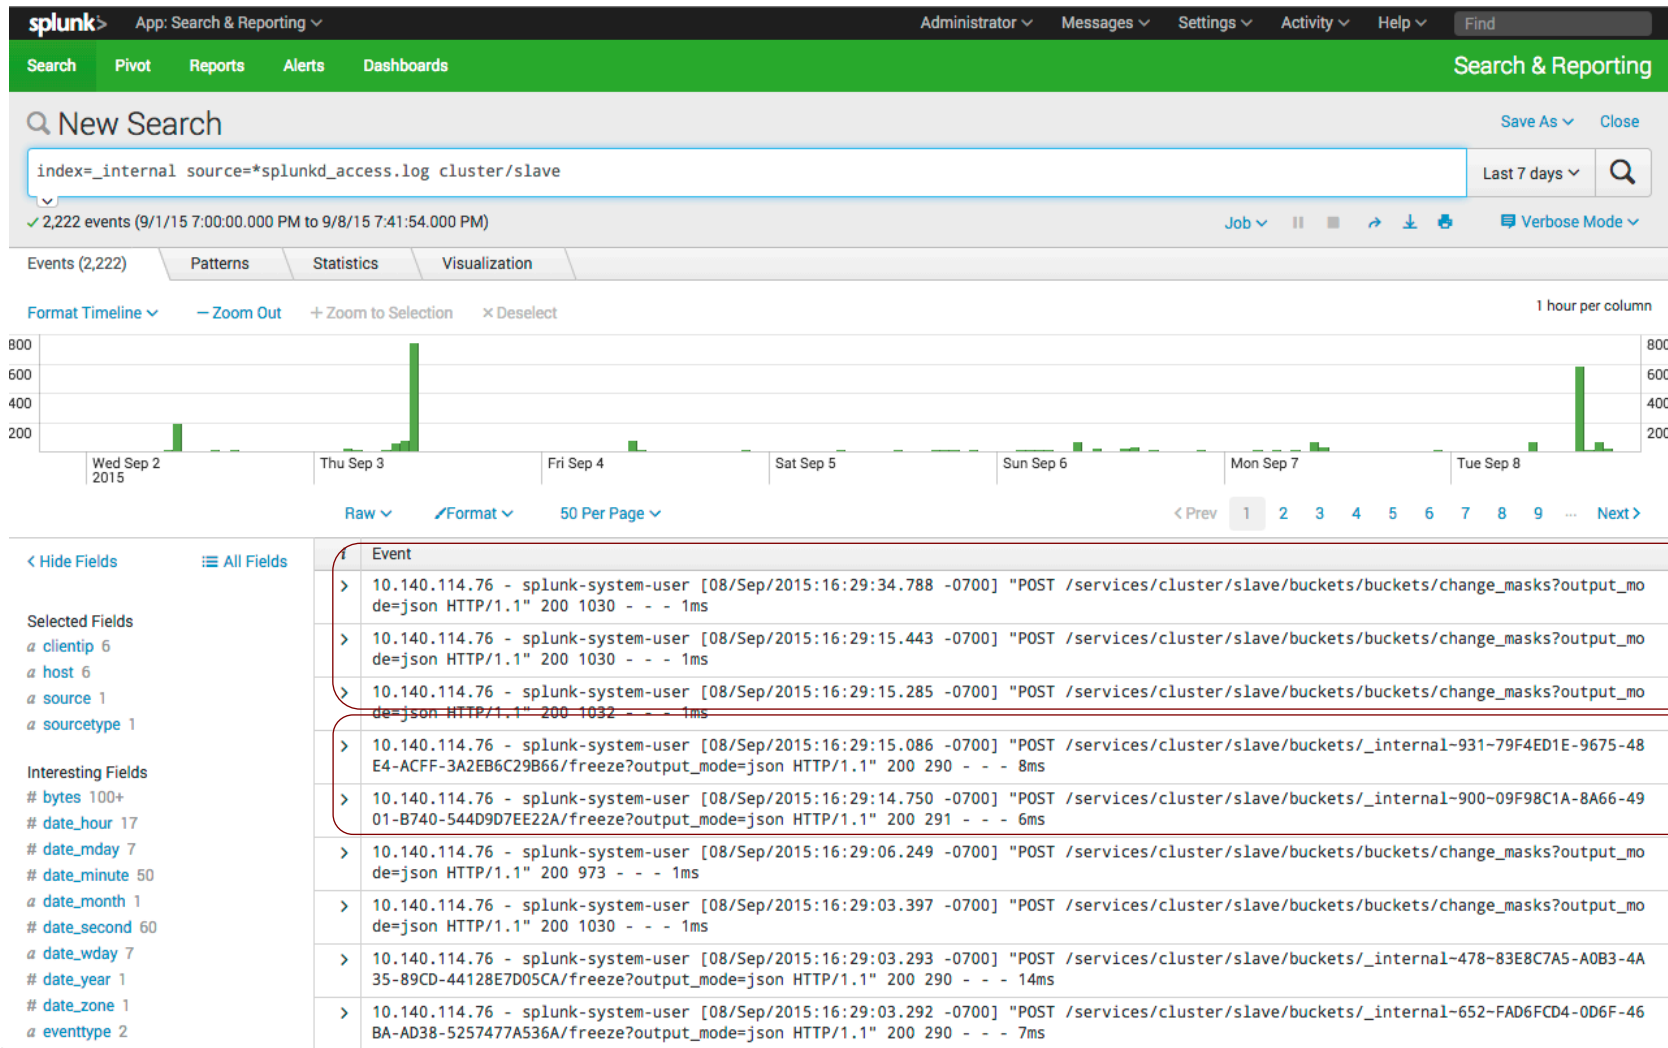 splunk> App: Search & Reporting Administrator Messages Settings Activity Help Find
Search Pivot Reports Alerts Dashboards Search & Reporting
New Search Save As Close
index=_internal source=*splunkd_access.log cluster/slave Last 7 days
2,222 events (9/1/15 7:00:00.000 PM to 9/8/15 7:41:54.000 PM) Job Verbose Mode
Events (2,222) Patterns Statistics Visualization
Format Timeline — Zoom Out + Zoom to Selection × Deselect 1 hour per column
800 800
600 600
400 400
200 200
Wed Sep 2 Thu Sep 3 Fri Sep 4 Sat Sep 5 Sun Sep 6 Mon Sep 7 Tue Sep 8
2015
Raw Format 50 Per Page < Prev 1 2 3 4 5 6 7 8 9 ... Next >
< Hide Fields All Fields
Selected Fields
a clientip 6
a host 6
a source 1
a sourcetype 1
Interesting Fields
# bytes 100+
# date_hour 17
# date_mday 7
# date_minute 50
a date_month 1
# date_second 60
a date_wday 7
# date_year 1
# date_zone 1
a eventtype 2
i Event
> 10.140.114.76 - splunk-system-user [08/Sep/2015:16:29:34.788 -0700] "POST /services/cluster/slave/buckets/buckets/change_masks?output_mo
de=json HTTP/1.1" 200 1030 - - - 1ms
> 10.140.114.76 - splunk-system-user [08/Sep/2015:16:29:15.443 -0700] "POST /services/cluster/slave/buckets/buckets/change_masks?output_mo
de=json HTTP/1.1" 200 1030 - - - 1ms
> 10.140.114.76 - splunk-system-user [08/Sep/2015:16:29:15.285 -0700] "POST /services/cluster/slave/buckets/buckets/change_masks?output_mo
de=json HTTP/1.1" 200 1032 - - - 1ms
> 10.140.114.76 - splunk-system-user [08/Sep/2015:16:29:15.086 -0700] "POST /services/cluster/slave/buckets/_internal~931~79F4ED1E-9675-48
E4-ACFF-3A2EB6C29B66/freeze?output_mode=json HTTP/1.1" 200 290 - - - 8ms
> 10.140.114.76 - splunk-system-user [08/Sep/2015:16:29:14.750 -0700] "POST /services/cluster/slave/buckets/_internal~900~09F98C1A-8A66-49
01-B740-544D9D7EE22A/freeze?output_mode=json HTTP/1.1" 200 291 - - - 6ms
> 10.140.114.76 - splunk-system-user [08/Sep/2015:16:29:06.249 -0700] "POST /services/cluster/slave/buckets/buckets/change_masks?output_mo
de=json HTTP/1.1" 200 973 - - - 1ms
> 10.140.114.76 - splunk-system-user [08/Sep/2015:16:29:03.397 -0700] "POST /services/cluster/slave/buckets/buckets/change_masks?output_mo
de=json HTTP/1.1" 200 1030 - - - 1ms
> 10.140.114.76 - splunk-system-user [08/Sep/2015:16:29:03.293 -0700] "POST /services/cluster/slave/buckets/_internal~478~83E8C7A5-A0B3-4A
35-89CD-44128E7D05CA/freeze?output_mode=json HTTP/1.1" 200 290 - - - 14ms
> 10.140.114.76 - splunk-system-user [08/Sep/2015:16:29:03.292 -0700] "POST /services/cluster/slave/buckets/_internal~652~FAD6FCD4-0D6F-46
BA-AD38-5257477A536A/freeze?output_mode=json HTTP/1.1" 200 290 - - - 7ms